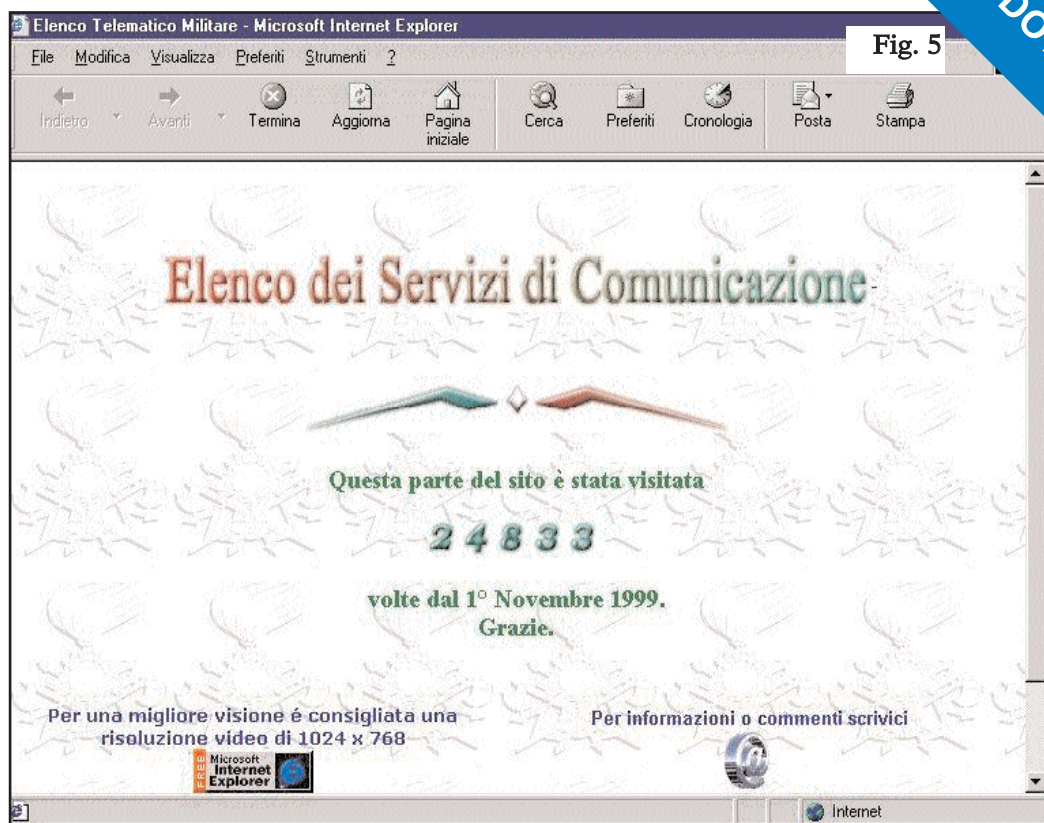 Elenco Telematico Militare - Microsoft Internet Explorer
Fig. 5
File Modifica Visualizza Preferiti Strumenti ?
Indietro Avanti Termina Aggiorna Pagina iniziale Cerca Preferiti Cronologia Posta Stampa
Elenco dei Servizi di Comunicazione
Questa parte del sito è stata visitata
24833
volte dal 1° Novembre 1999.
Grazie.
Per una migliore visione é consigliata una
risoluzione video di 1024 x 768
FREE
Microsoft
Internet
Explorer
Per informazioni o commenti scrivici
@
Internet